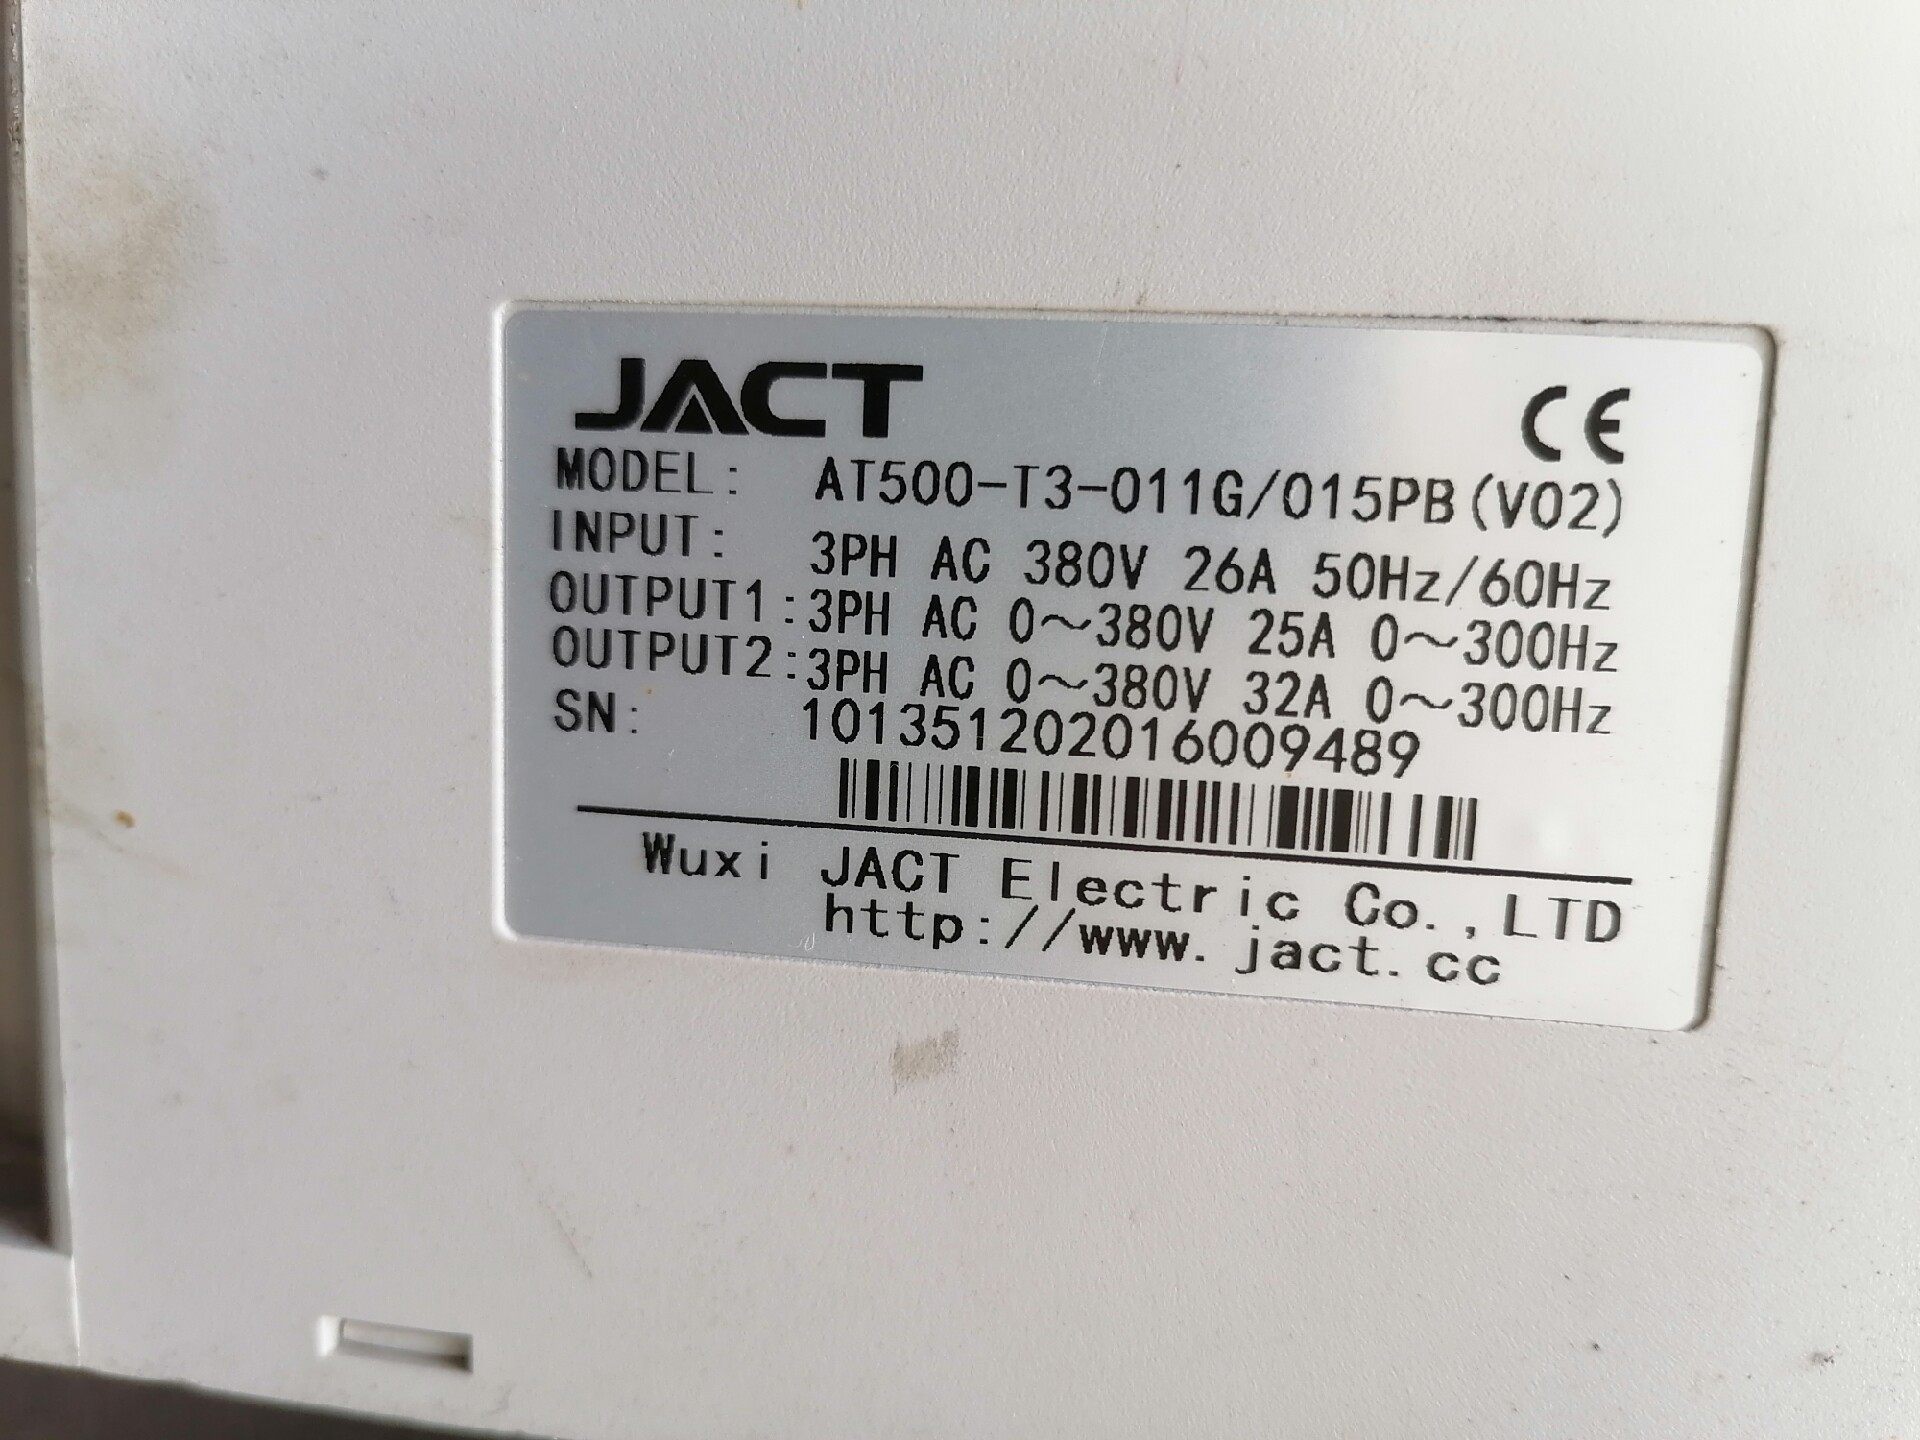 JACT
CE
MODEL: AT500-T3-011G/015PB(V02)
INPUT: 3PH AC 380V 26A 50Hz/60Hz
OUTPUT1:3PH AC 0～380V 25A 0～300Hz
OUTPUT2:3PH AC 0～380V 32A 0～300Hz
SN: 101351202016009489
Wuxi JACT Electric Co.,LTD
http://www.jact.cc